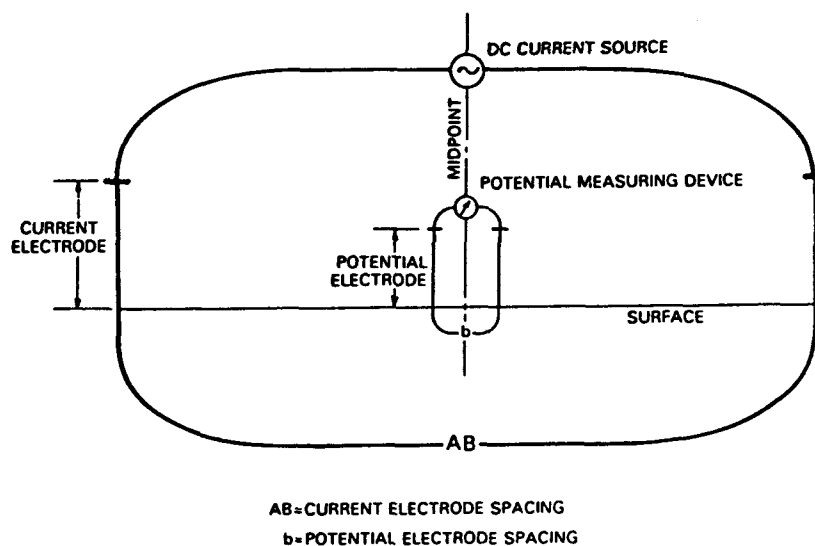 DC CURRENT SOURCE
MIDPOINT
POTENTIAL MEASURING DEVICE
CURRENT
ELECTRODE
POTENTIAL
ELECTRODE
SURFACE
b
AB
AB=CURRENT ELECTRODE SPACING
b=POTENTIAL ELECTRODE SPACING